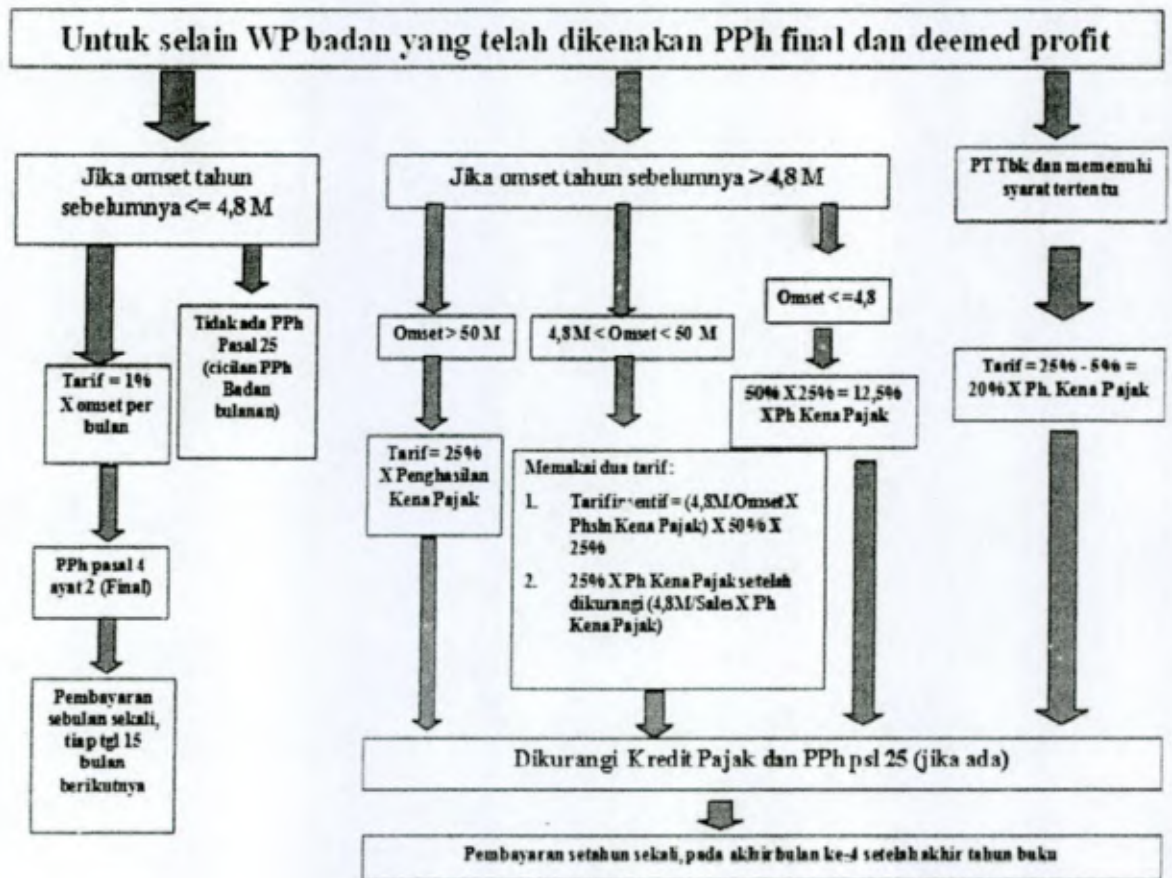 Untuk selain WP badan yang telah dikenakan PPh final dan deemed profit
Jika omset tahun
sebelumnya <= 4,8 M
Jika omset tahun sebelumnya > 4,8 M
PT Tbk dan memenuhi
syarat tertentu
Tarif = 1%
X omset per
bulan
Tidak ada PPh
Pasal 25
(cicilan PPh
Badan
bulanan)
Omset > 50 M
4,8M < Omset < 50 M
Omset <=4,8
Tarif = 25% - 5% =
20% X Ph. Kena Pajak
50% X 25% = 12,5%
X Ph Kena Pajak
Tarif = 25%
X Penghasilan
Kena Pajak
Memakai dua tarif:
1. Tarif = (4,8M/Omset X
Phsln Kena Pajak) X 50% X
25%
2. 25% X Ph Kena Pajak setelah
dikurangi (4,8M/Sales X Ph
Kena Pajak)
PPh pasal 4
ayat 2 (Final)
Pembayaran
sebulan sekali,
tiap tgl 15
bulan
berikutnya
Dikurangi Kredit Pajak dan PPh psl 25 (jika ada)
Pembayaran setahun sekali, pada akhir bulan ke-4 setelah akhir tahun buku